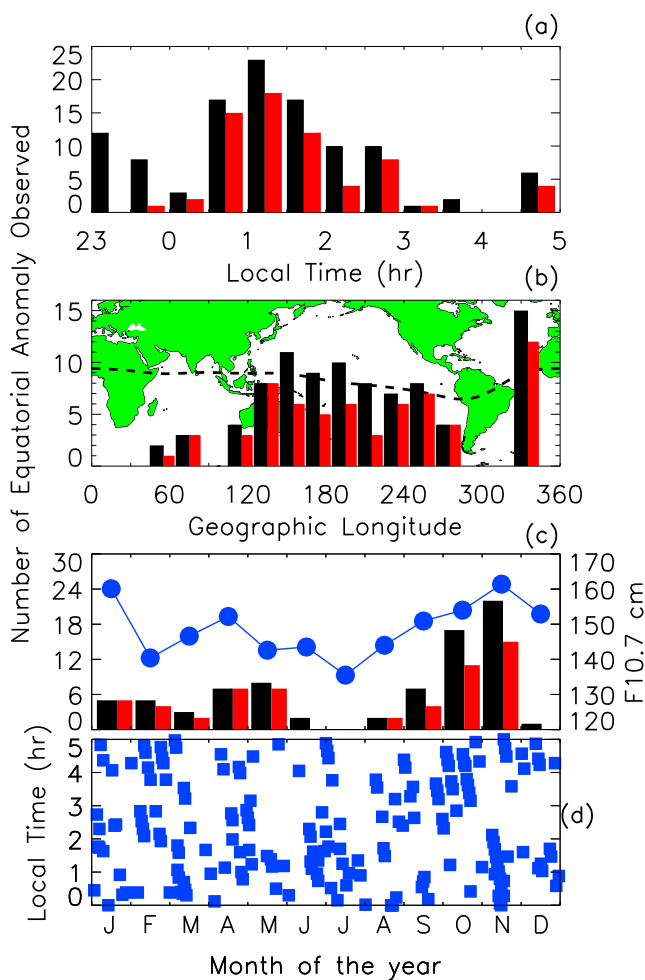 (a)
25
20
15
10
5
0
23 0 1 2 3 4 5
Local Time (hr)
(b)
15
10
5
0
0 60 120 180 240 300 360
Geographic Longitude
(c)
30
24
18
12
6
0
170
160
150
140
130
120
F10.7 cm
Number of Equatorial Anomaly Observed
5
4
3
2
1
0
Local Time (hr)
(d)
J F M A M J J A S O N D
Month of the year